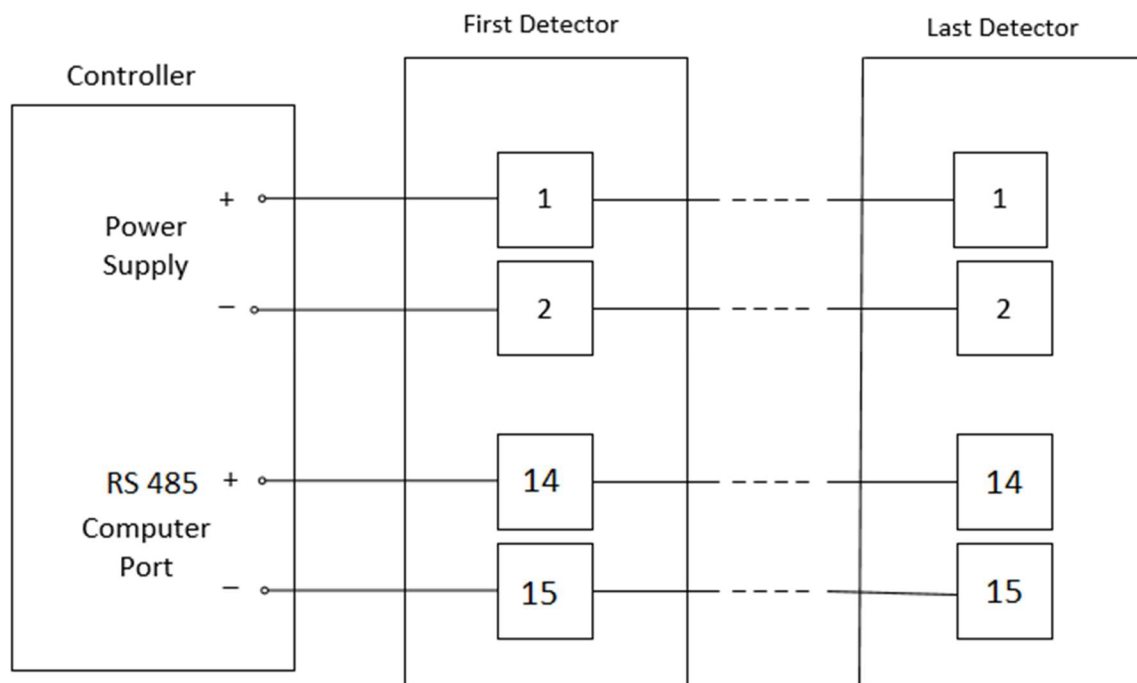 First Detector
Last Detector
Controller
+
1
1
Power
Supply
−
2
2
RS 485 +
14
14
Computer
Port
−
15
15